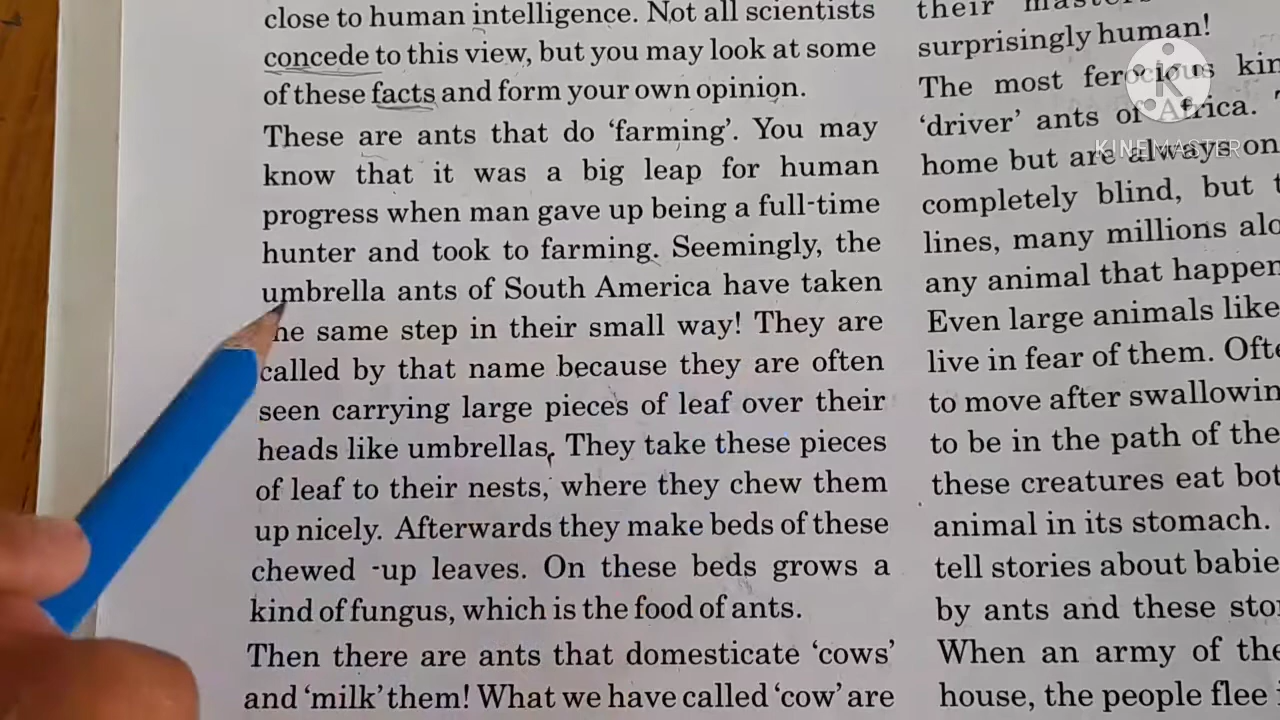 close to human intelligence. Not all scientists
concede to this view, but you may look at some
of these facts and form your own opinion.
These are ants that do ‘farming’. You may
know that it was a big leap for human
progress when man gave up being a full-time
hunter and took to farming. Seemingly, the
umbrella ants of South America have taken
he same step in their small way! They are
called by that name because they are often
seen carrying large pieces of leaf over their
heads like umbrellas. They take these pieces
of leaf to their nests, where they chew them
up nicely. Afterwards they make beds of these
chewed -up leaves. On these beds grows a
kind of fungus, which is the food of ants.
Then there are ants that domesticate ‘cows’
and ‘milk’ them! What we have called ‘cow’ are
their
surprisingly human!
The most ferocious
‘driver’ ants of Africa.
home but are always on
completely blind, but
lines, many millions
any animal that
Even large animals like
live in fear of them.
to move after
to be in the path of the
these creatures eat
animal in its stomach.
tell stories about
by ants and these
When an army of
house, the people flee
K
KINEMASTER